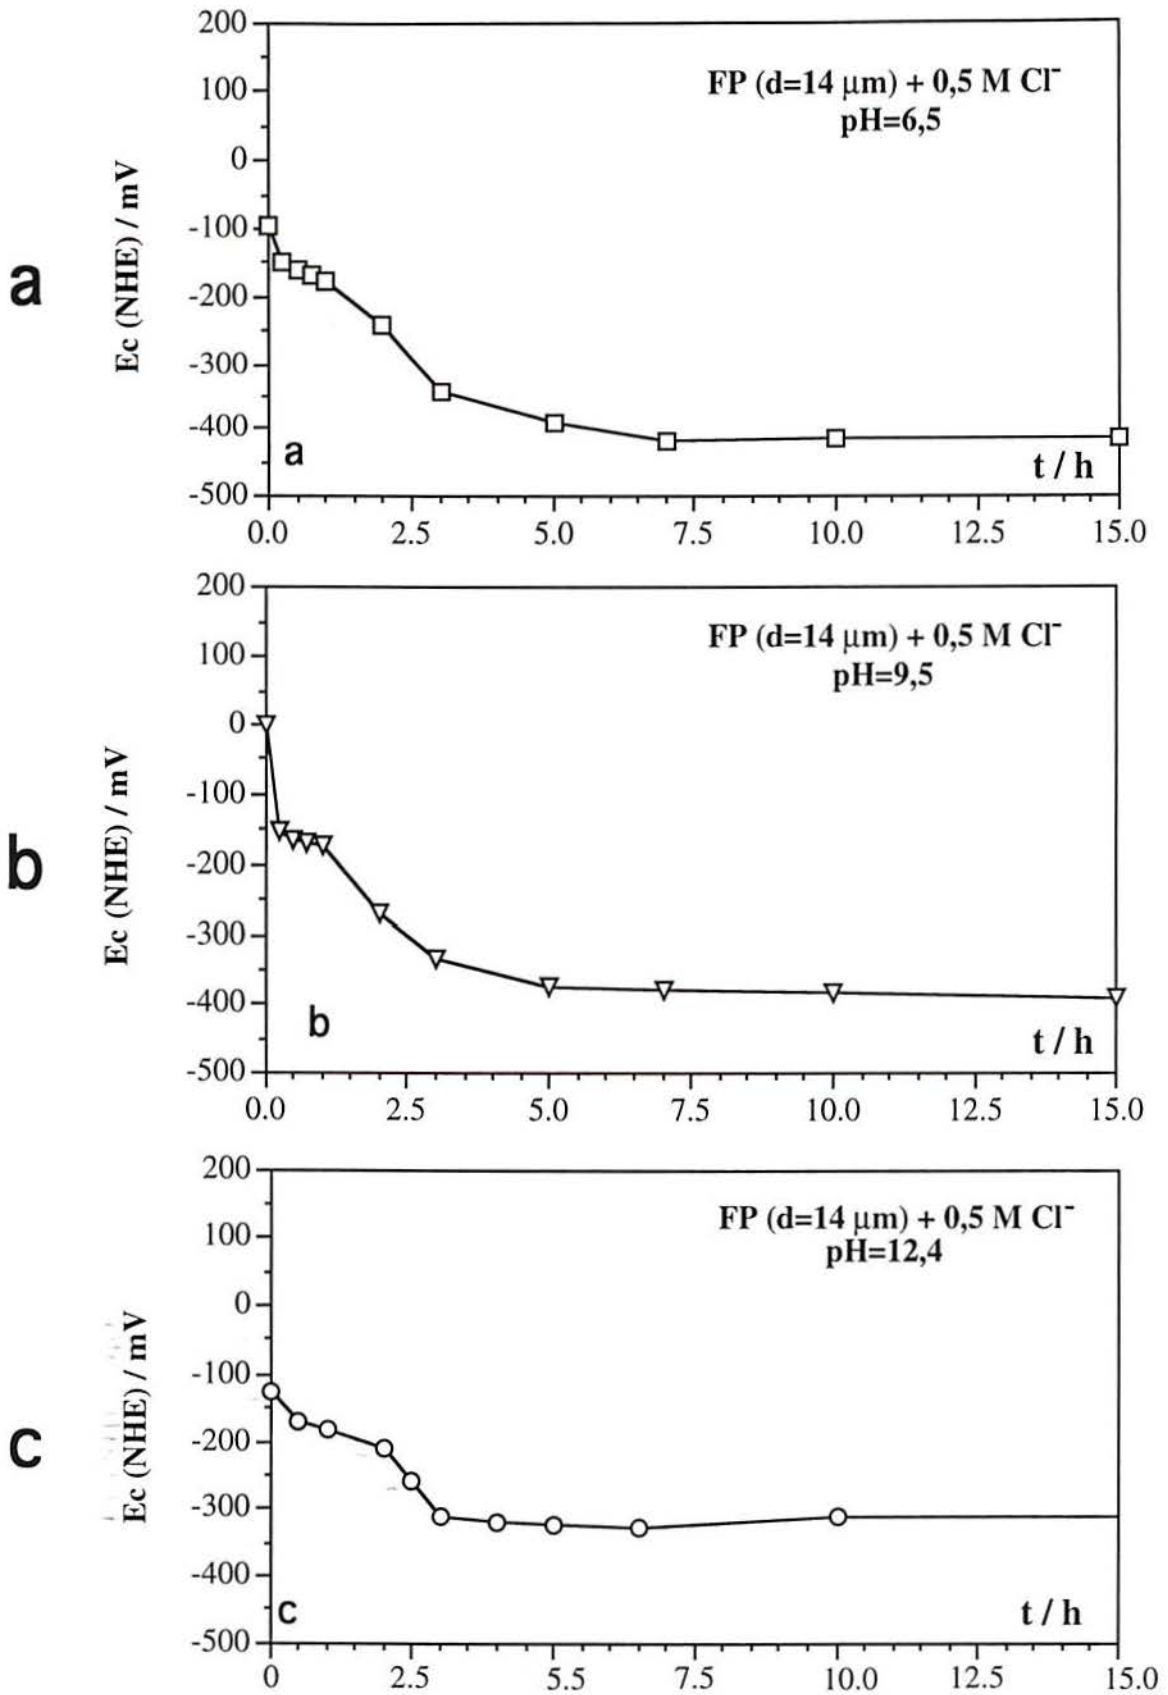 a
200
100
0
-100
-200
-300
-400
-500
Ec (NHE) / mV
FP (d=14 µm) + 0,5 M Cl⁻
pH=6,5
a
t / h
0.0 2.5 5.0 7.5 10.0 12.5 15.0
b
200
100
0
-100
-200
-300
-400
-500
Ec (NHE) / mV
FP (d=14 µm) + 0,5 M Cl⁻
pH=9,5
b
t / h
0.0 2.5 5.0 7.5 10.0 12.5 15.0
c
200
100
0
-100
-200
-300
-400
-500
Ec (NHE) / mV
FP (d=14 µm) + 0,5 M Cl⁻
pH=12,4
c
t / h
0 2.5 5.5 7.5 10.0 12.5 15.0